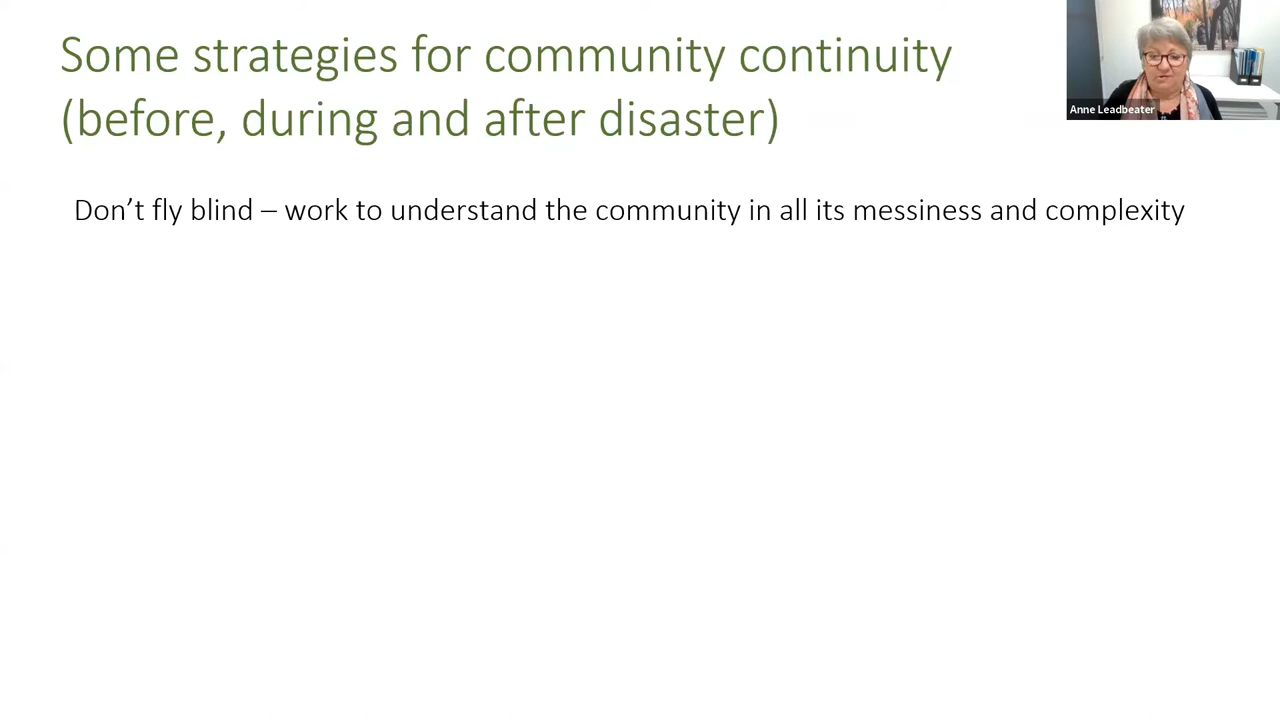 Some strategies for community continuity
(before, during and after disaster)
Anne Leadbeater
Don’t fly blind – work to understand the community in all its messiness and complexity